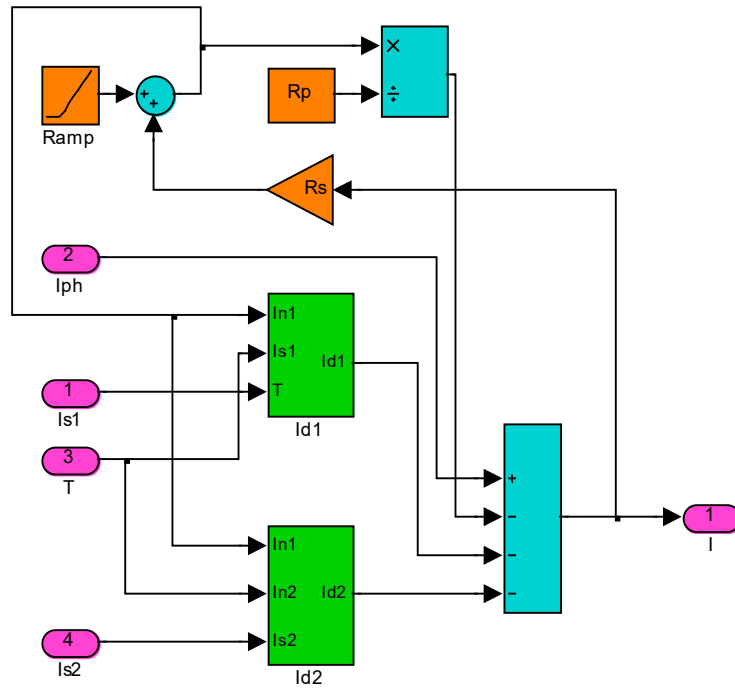 ×
Rp
÷
+
+
Ramp
Rs
2
Iph
In1
Is1
Id1
T
1
Is1
Id1
3
T
+
−
1
−
I
In1
−
In2
Id2
−
4
Is2
Is2
Id2